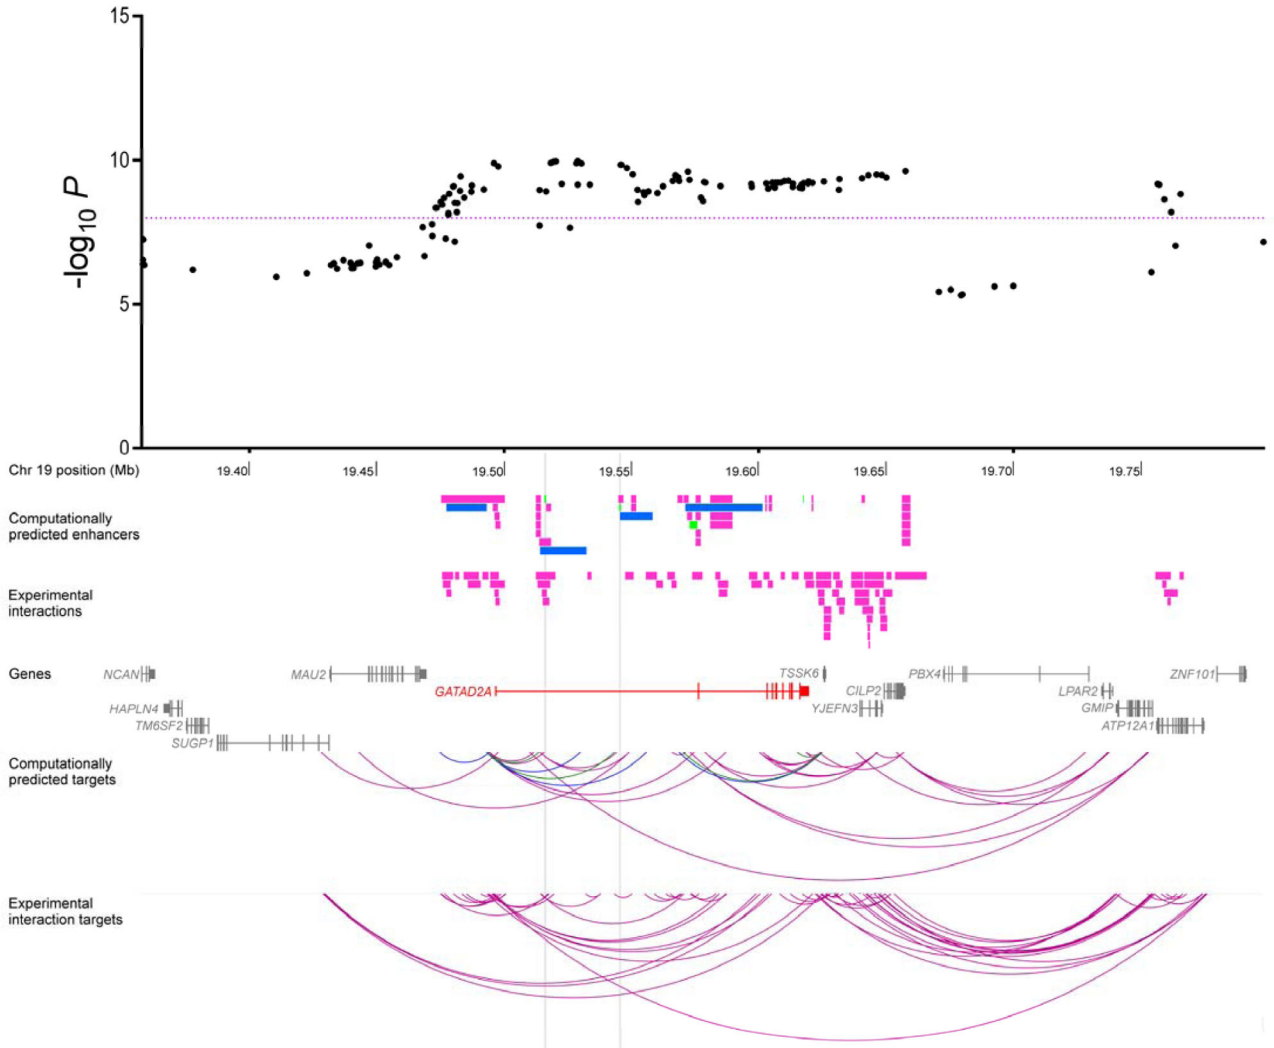 15
10
5
0
-log10 P
Chr 19 position (Mb)
19.40
19.45
19.50
19.55
19.60
19.65
19.70
19.75
Computationally
predicted enhancers
Experimental
interactions
Genes
NCAN
MAU2
TSSK6
PBX4
ZNF101
GATAD2A
CILP2
LPAR2
HAPLN4
YJEFN3
GMIP
TM6SF2
ATP12A1
SUGP1
Computationally
predicted targets
Experimental
interaction targets